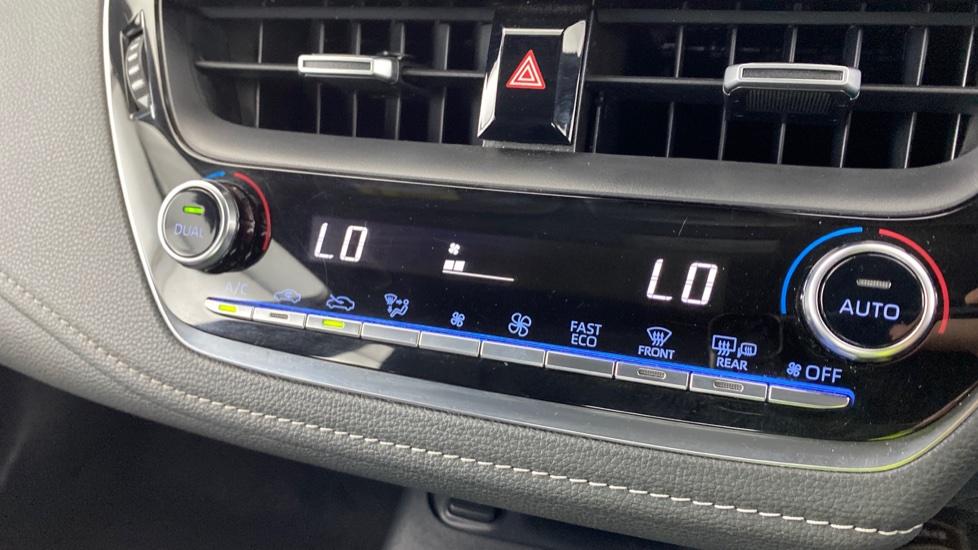 DUAL
LO
LO
AUTO
A/C
FAST
ECO
FRONT
REAR
OFF